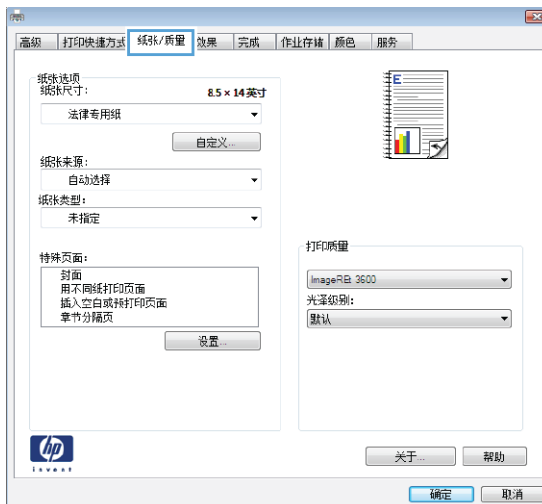 高级 打印快捷方式 纸张/质量 效果 完成 作业存储 颜色 服务
纸张选项
纸张尺寸: 8.5 × 14 英寸
法律专用纸
自定义...
纸张来源:
自动选择
纸张类型:
未指定
特殊页面:
封面
用不同纸打印页面
插入空白或预打印页面
章节分隔页
设置...
E
打印质量
ImageREt 3600
光泽级别:
默认
hp
invent
关于... 帮助
确定 取消